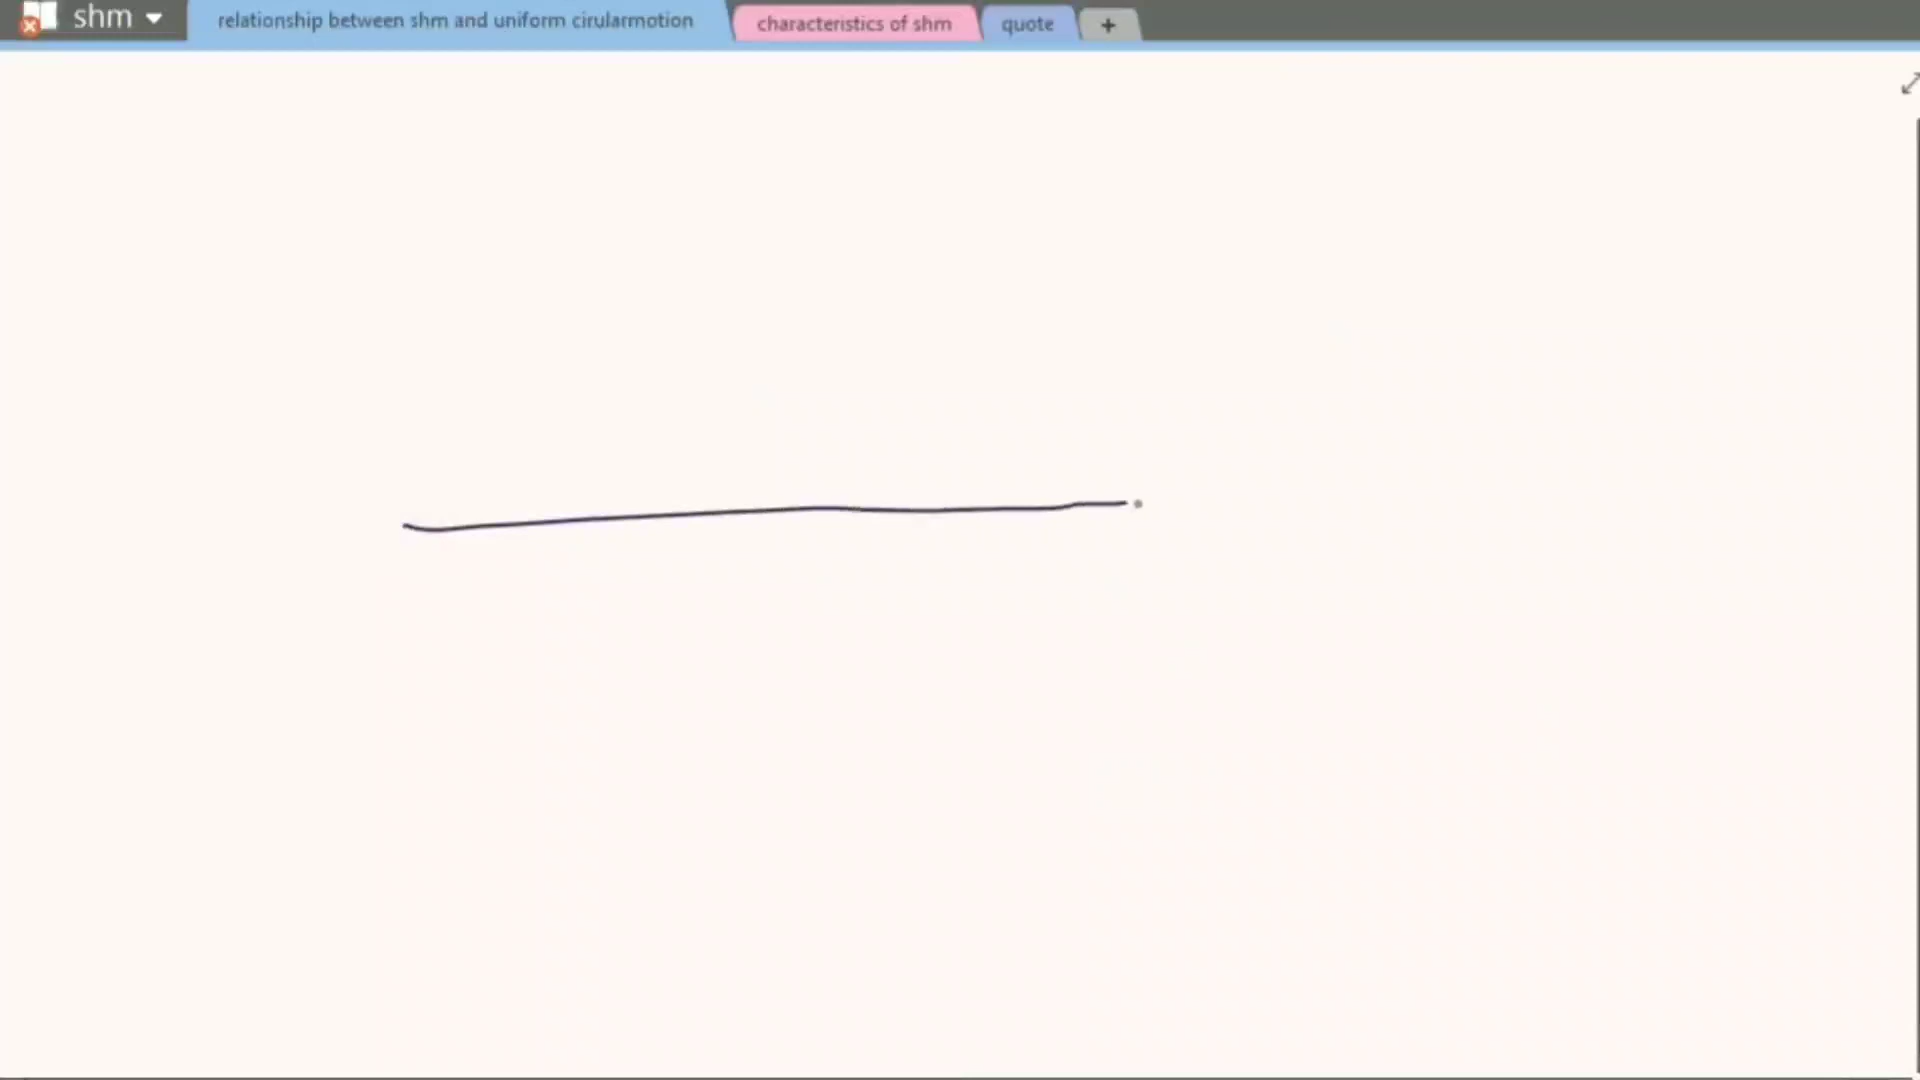 shm
relationship between shm and uniform cirularmotion
characteristics of shm
quote
+